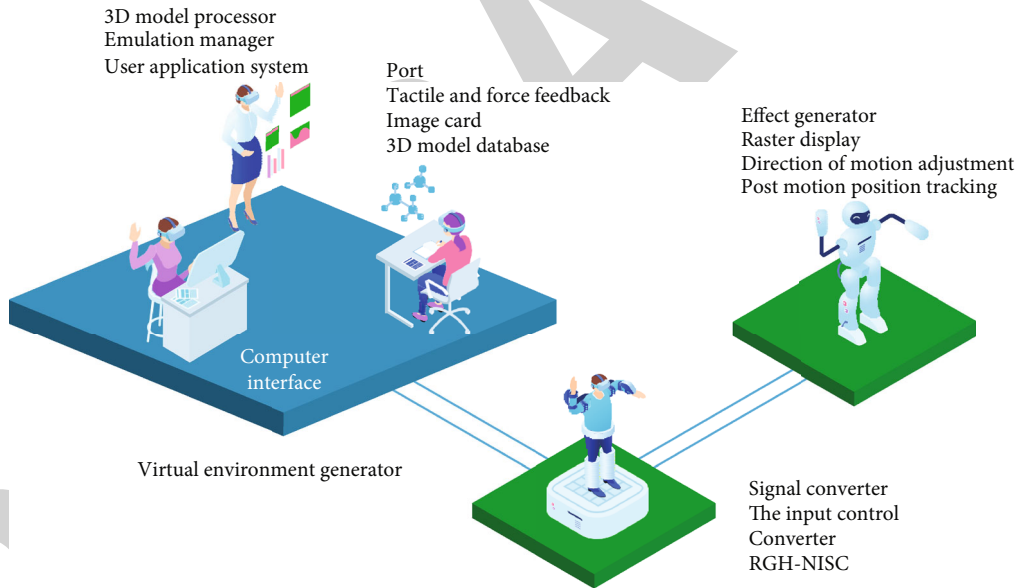 3D model processor
Emulation manager
User application system
Port
Tactile and force feedback
Image card
3D model database
Effect generator
Raster display
Direction of motion adjustment
Post motion position tracking
Computer
interface
Virtual environment generator
Signal converter
The input control
Converter
RGH-NISC